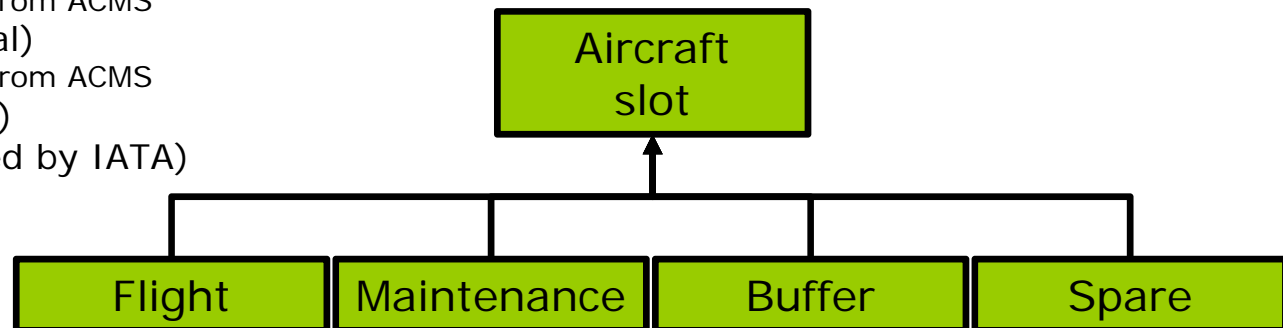 rom ACMS
al)
rom ACMS
)
d by IATA)
Aircraft
slot
Flight
Maintenance
Buffer
Spare